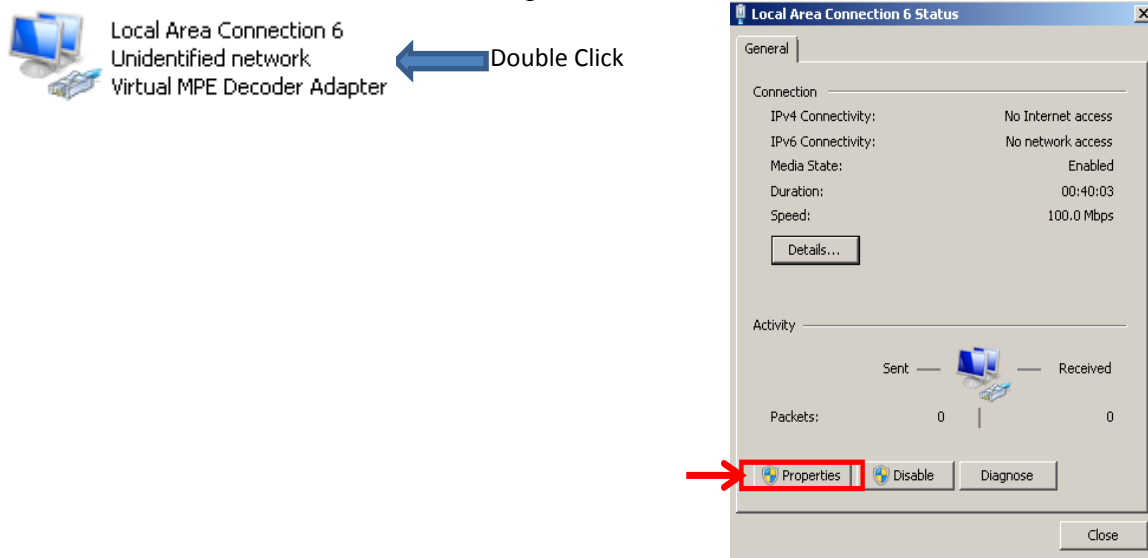 Local Area Connection 6
Unidentified network
Virtual MPE Decoder Adapter
Double Click
Local Area Connection 6 Status
General
Connection
IPv4 Connectivity: No Internet access
IPv6 Connectivity: No network access
Media State: Enabled
Duration: 00:40:03
Speed: 100.0 Mbps
Details...
Activity
Sent Received
Packets: 0 0
Properties Disable Diagnose
Close